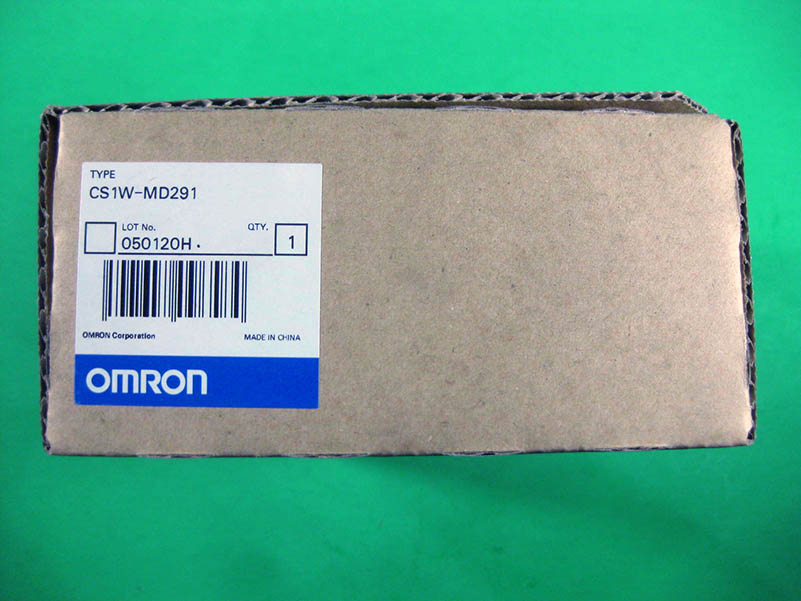 TYPE
CS1W-MD291
LOT No. QTY.
050120H. 1
OMRON Corporation MADE IN CHINA
OMRON